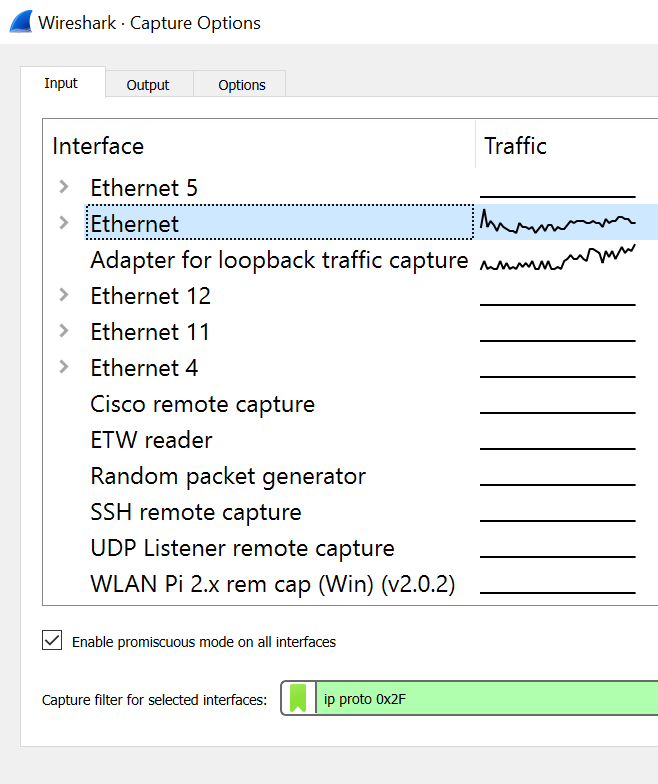 Wireshark · Capture Options
Input Output Options
Interface Traffic
Ethernet 5
Ethernet
Adapter for loopback traffic capture
Ethernet 12
Ethernet 11
Ethernet 4
Cisco remote capture
ETW reader
Random packet generator
SSH remote capture
UDP Listener remote capture
WLAN Pi 2.x rem cap (Win) (v2.0.2)
Enable promiscuous mode on all interfaces
Capture filter for selected interfaces: ip proto 0x2F